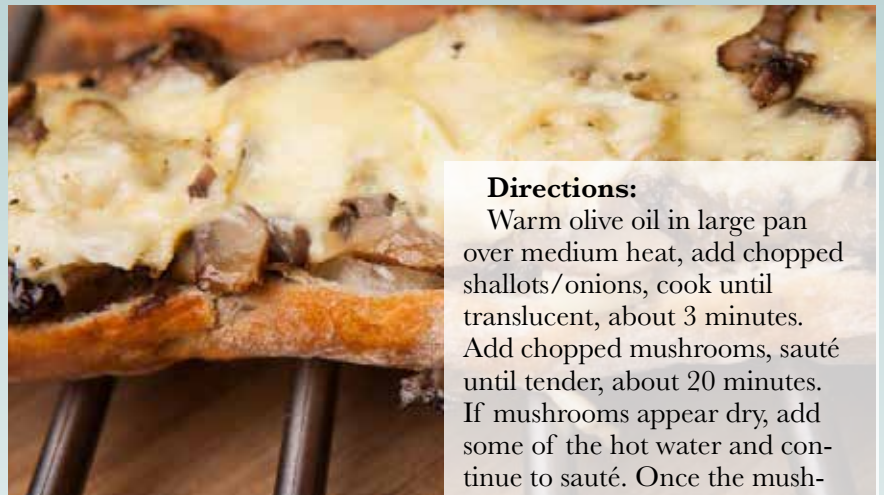 Directions:
Warm olive oil in large pan
over medium heat, add chopped
shallots/onions, cook until
translucent, about 3 minutes.
Add chopped mushrooms, sauté
until tender, about 20 minutes.
If mushrooms appear dry, add
some of the hot water and con-
tinue to sauté. Once the mush-